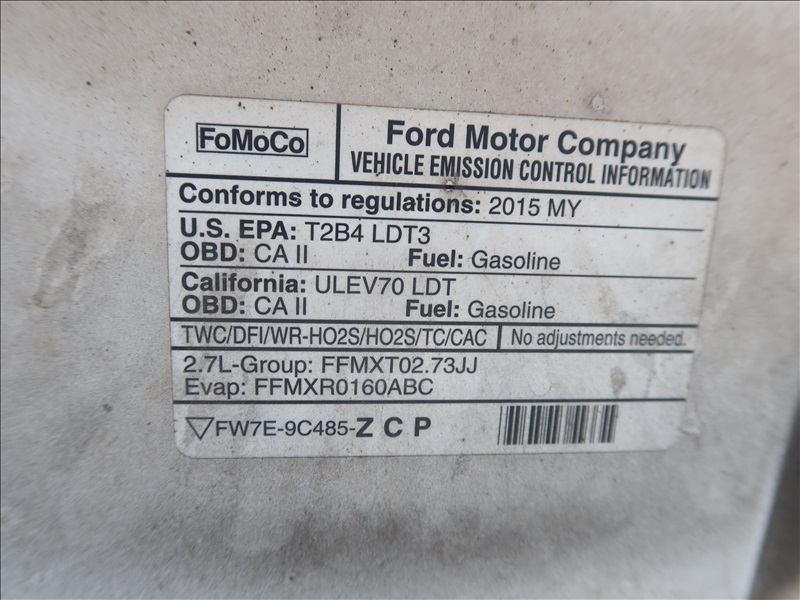 FoMoCo
Ford Motor Company
VEHICLE EMISSION CONTROL INFORMATION
Conforms to regulations: 2015 MY
U.S. EPA: T2B4 LDT3
OBD: CA II Fuel: Gasoline
California: ULEV70 LDT
OBD: CA II Fuel: Gasoline
TWC/DFI/WR-HO2S/HO2S/TC/CAC No adjustments needed.
2.7L-Group: FFMXT02.73JJ
Evap: FFMXR0160ABC
FW7E-9C485-Z C P